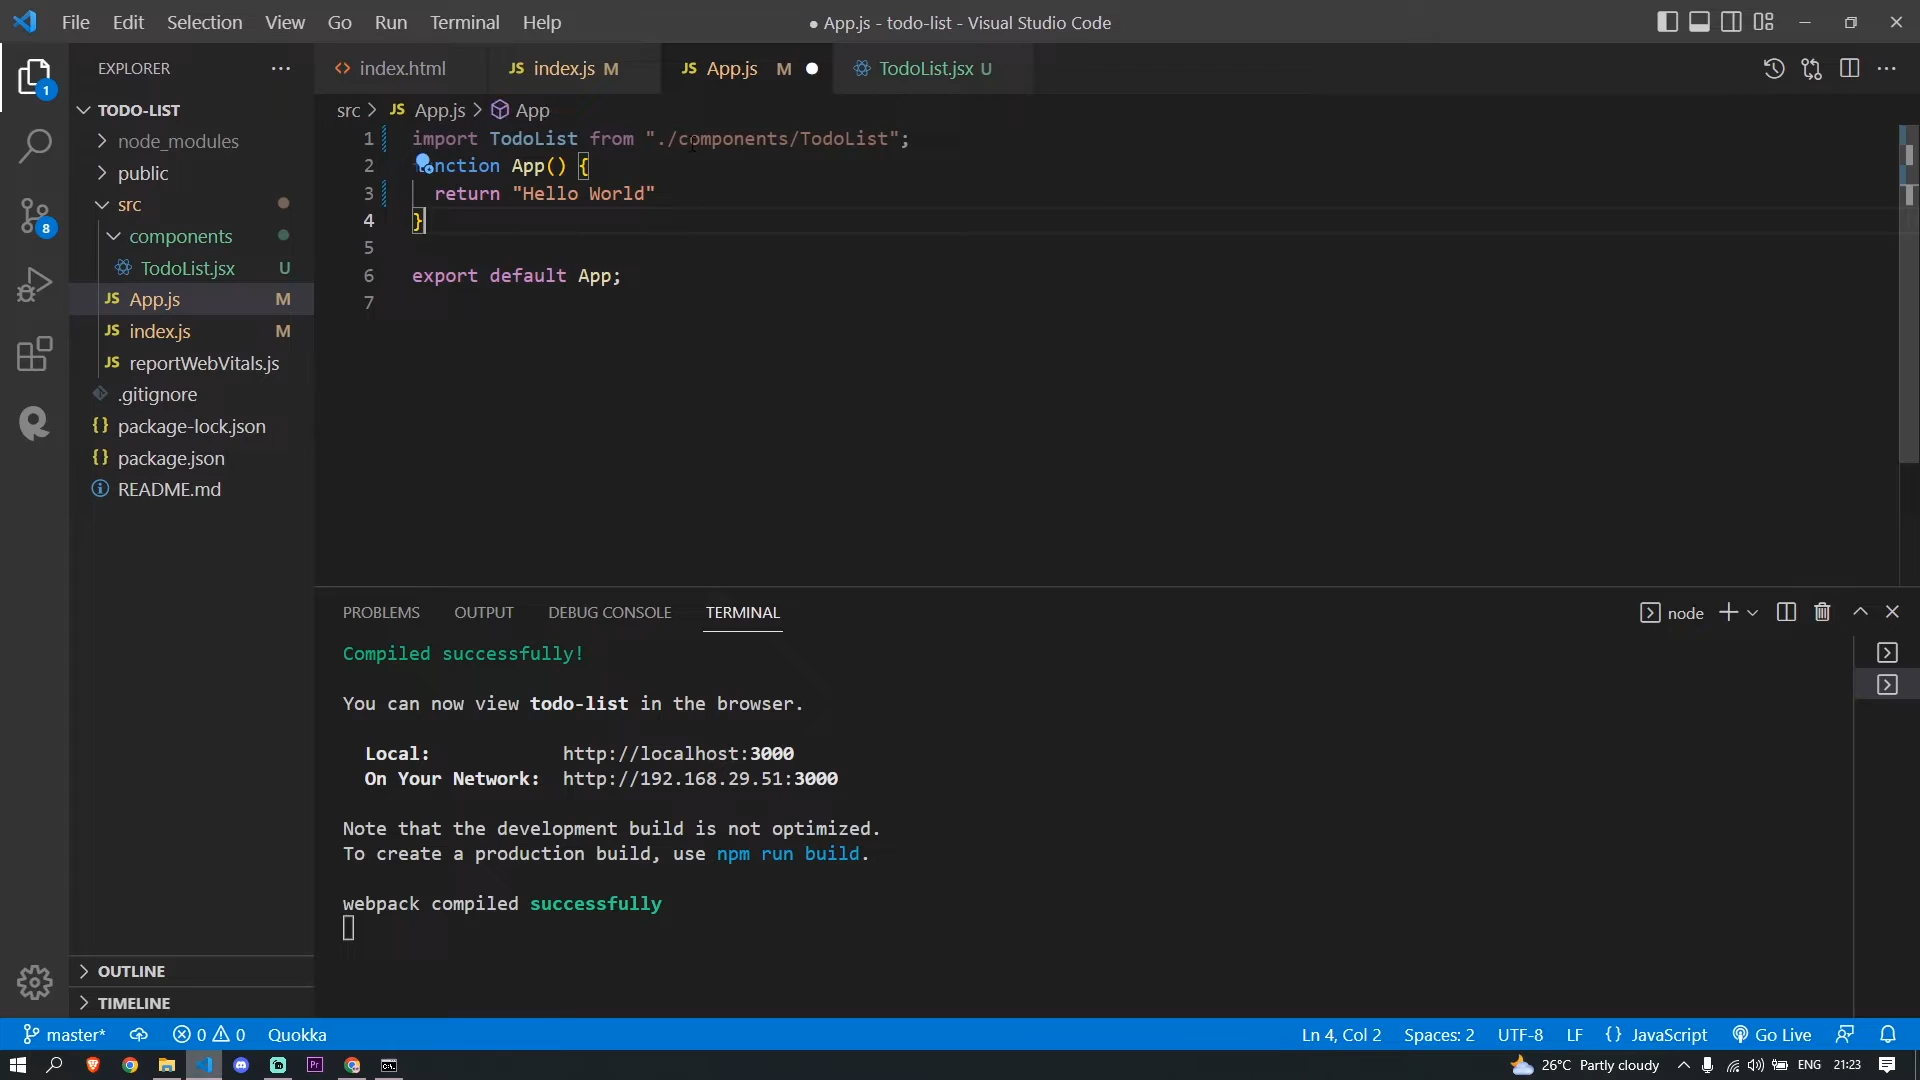 File Edit Selection View Go Run Terminal Help
● App.js - todo-list - Visual Studio Code
EXPLORER
index.html
JS index.js M
JS App.js M
TodoList.jsx U
1
TODO-LIST
node_modules
public
src
components
TodoList.jsx U
JS App.js M
JS index.js M
JS reportWebVitals.js
.gitignore
{} package-lock.json
{} package.json
README.md
8
src > JS App.js > App
1 import TodoList from "./components/TodoList";
2 nction App() {
3 return "Hello World"
4 }
5
6 export default App;
7
PROBLEMS OUTPUT DEBUG CONSOLE TERMINAL
node
Compiled successfully!
You can now view todo-list in the browser.
Local: http://localhost:3000
On Your Network: http://192.168.29.51:3000
Note that the development build is not optimized.
To create a production build, use npm run build.
webpack compiled successfully
OUTLINE
TIMELINE
master* 0 0 Quokka
Ln 4, Col 2 Spaces: 2 UTF-8 LF {} JavaScript Go Live
Pr
26°C Partly cloudy ENG 21:23